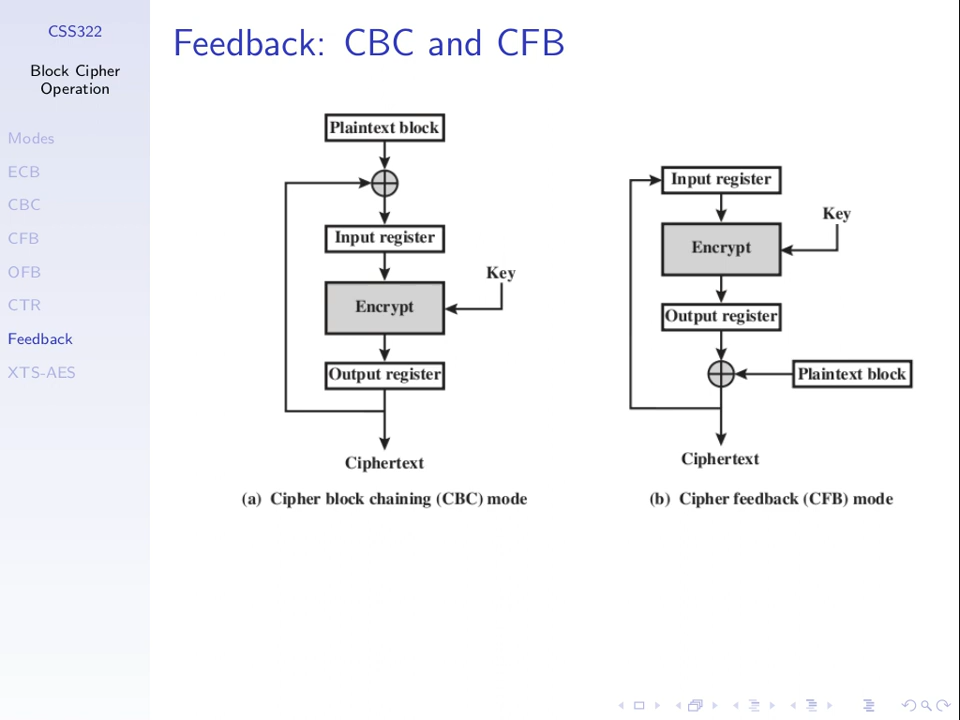 CSS322
Block Cipher
Operation
Modes
ECB
CBC
CFB
OFB
CTR
Feedback
XTS-AES
Feedback: CBC and CFB
Plaintext block
Input register
Key
Encrypt
Output register
Ciphertext
(a) Cipher block chaining (CBC) mode
Input register
Key
Encrypt
Output register
Plaintext block
Ciphertext
(b) Cipher feedback (CFB) mode